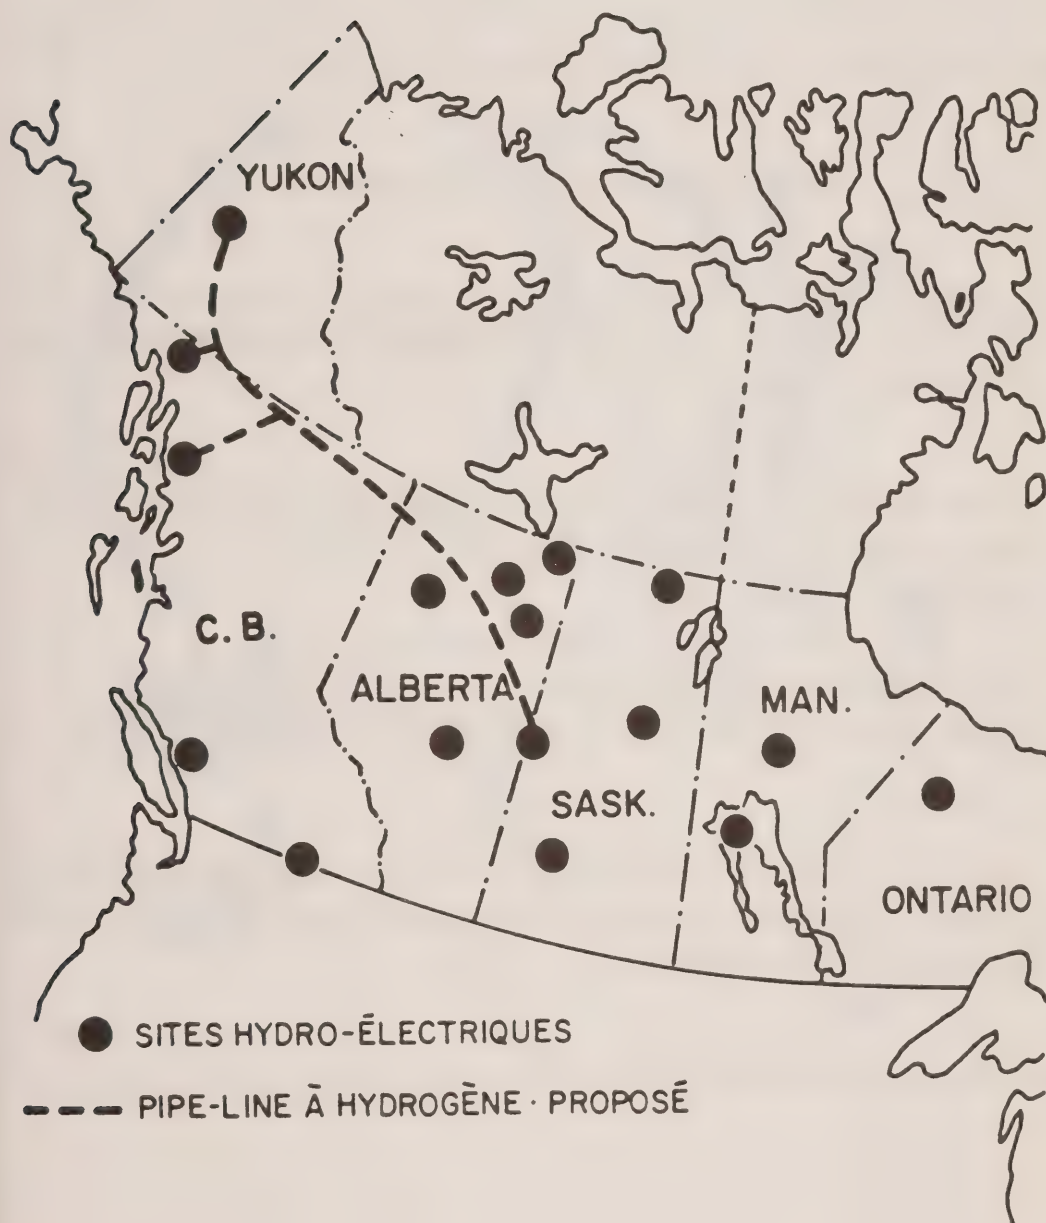 YUKON
C. B.
ALBERTA
MAN.
SASK.
ONTARIO
SITES HYDRO-ÉLECTRIQUES
PIPE-LINE À HYDROGÈNE · PROPOSÉ